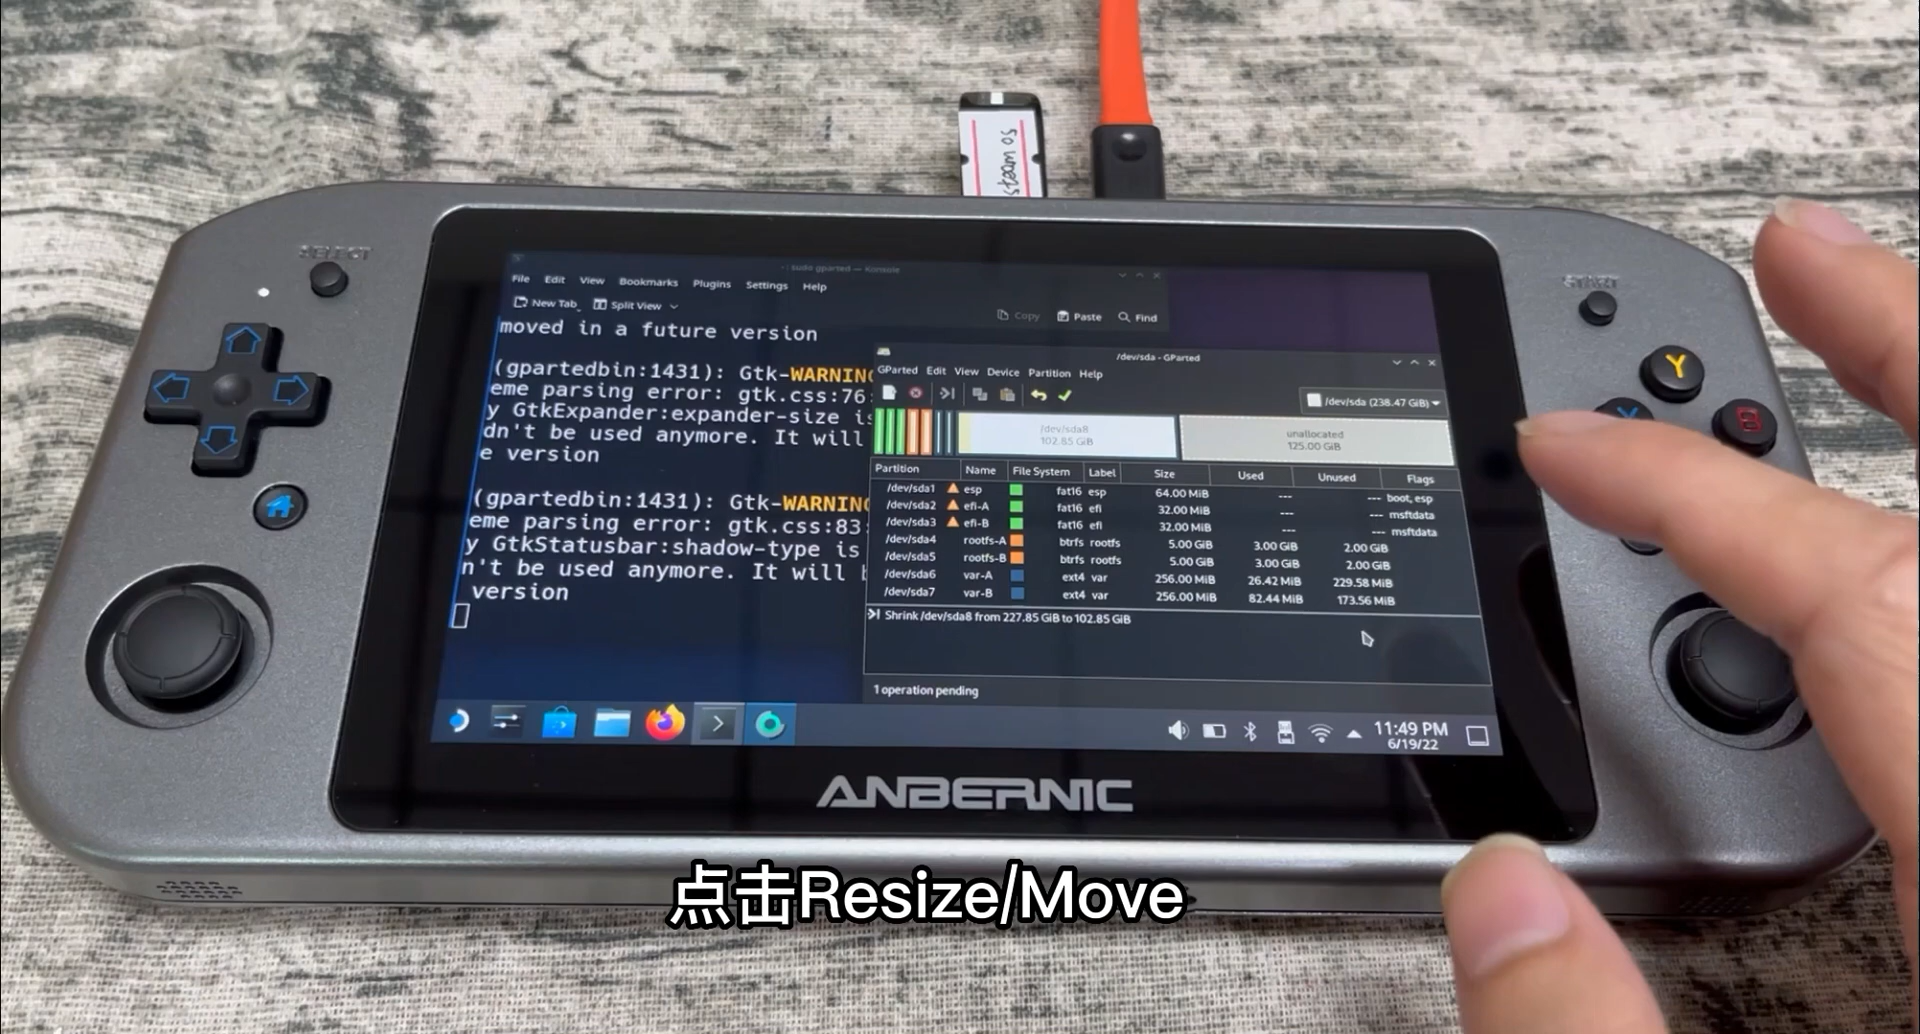 Steam OS
SELECT
START
Y
X
B
- : sudo gparted — Konsole
File Edit View Bookmarks Plugins Settings Help
New Tab Split View
Copy Paste Find
moved in a future version
(gpartedbin:1431): Gtk-WARNING
eme parsing error: gtk.css:76:
y GtkExpander:expander-size is
dn't be used anymore. It will
e version
(gpartedbin:1431): Gtk-WARNING
eme parsing error: gtk.css:83:
y GtkStatusbar:shadow-type is
n't be used anymore. It will b
version
/dev/sda - GParted
GParted Edit View Device Partition Help
/dev/sda (238.47 GiB)
/dev/sda8
102.85 GiB
unallocated
125.00 GiB
Partition Name File System Label Size Used Unused Flags
/dev/sda1 esp fat16 esp 64.00 MiB --- --- boot, esp
/dev/sda2 efi-A fat16 efi 32.00 MiB --- --- msftdata
/dev/sda3 efi-B fat16 efi 32.00 MiB --- --- msftdata
/dev/sda4 rootfs-A btrfs rootfs 5.00 GiB 3.00 GiB 2.00 GiB
/dev/sda5 rootfs-B btrfs rootfs 5.00 GiB 3.00 GiB 2.00 GiB
/dev/sda6 var-A ext4 var 256.00 MiB 26.42 MiB 229.58 MiB
/dev/sda7 var-B ext4 var 256.00 MiB 82.44 MiB 173.56 MiB
Shrink /dev/sda8 from 227.85 GiB to 102.85 GiB
1 operation pending
11:49 PM
6/19/22
ANBERNIC
点击Resize/Move